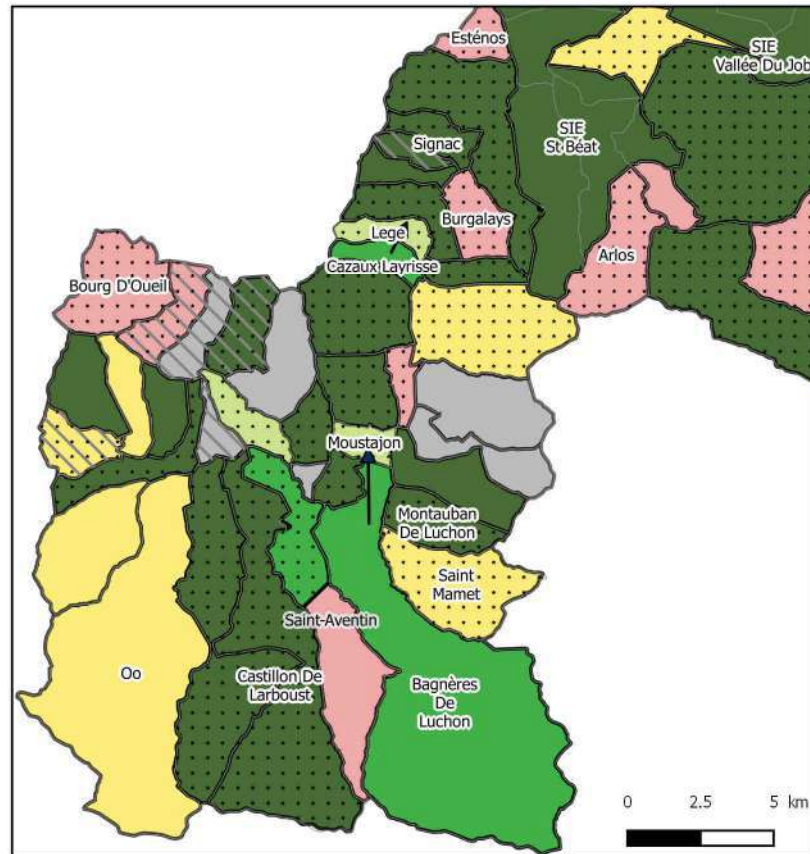 Esténos
SIE
Vallée Du Job
SIE
St Béat
Signac
Burgalays
Legé
Cazaux Layrisse
Arlos
Bourg D'Oueil
Moustajon
Montauban
De Luchon
Saint
Mamet
Saint-Aventin
Oo
Castillon De
Larboust
Bagnères
De
Luchon
0 2.5 5 km